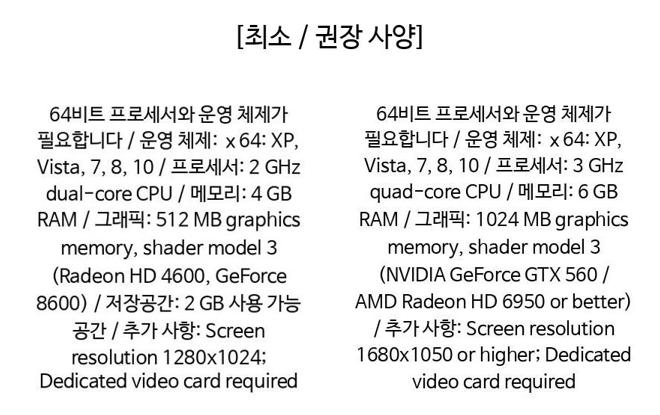 [최소 / 권장 사양]
64비트 프로세서와 운영 체제가
필요합니다 / 운영 체제: x64: XP,
Vista, 7, 8, 10 / 프로세서: 2 GHz
dual-core CPU / 메모리: 4 GB
RAM / 그래픽: 512 MB graphics
memory, shader model 3
(Radeon HD 4600, GeForce
8600) / 저장공간: 2 GB 사용 가능
공간 / 추가 사항: Screen
resolution 1280x1024;
Dedicated video card required
64비트 프로세서와 운영 체제가
필요합니다 / 운영 체제: x64: XP,
Vista, 7, 8, 10 / 프로세서: 3 GHz
quad-core CPU / 메모리: 6 GB
RAM / 그래픽: 1024 MB graphics
memory, shader model 3
(NVIDIA GeForce GTX 560 /
AMD Radeon HD 6950 or better)
/ 추가 사항: Screen resolution
1680x1050 or higher; Dedicated
video card required